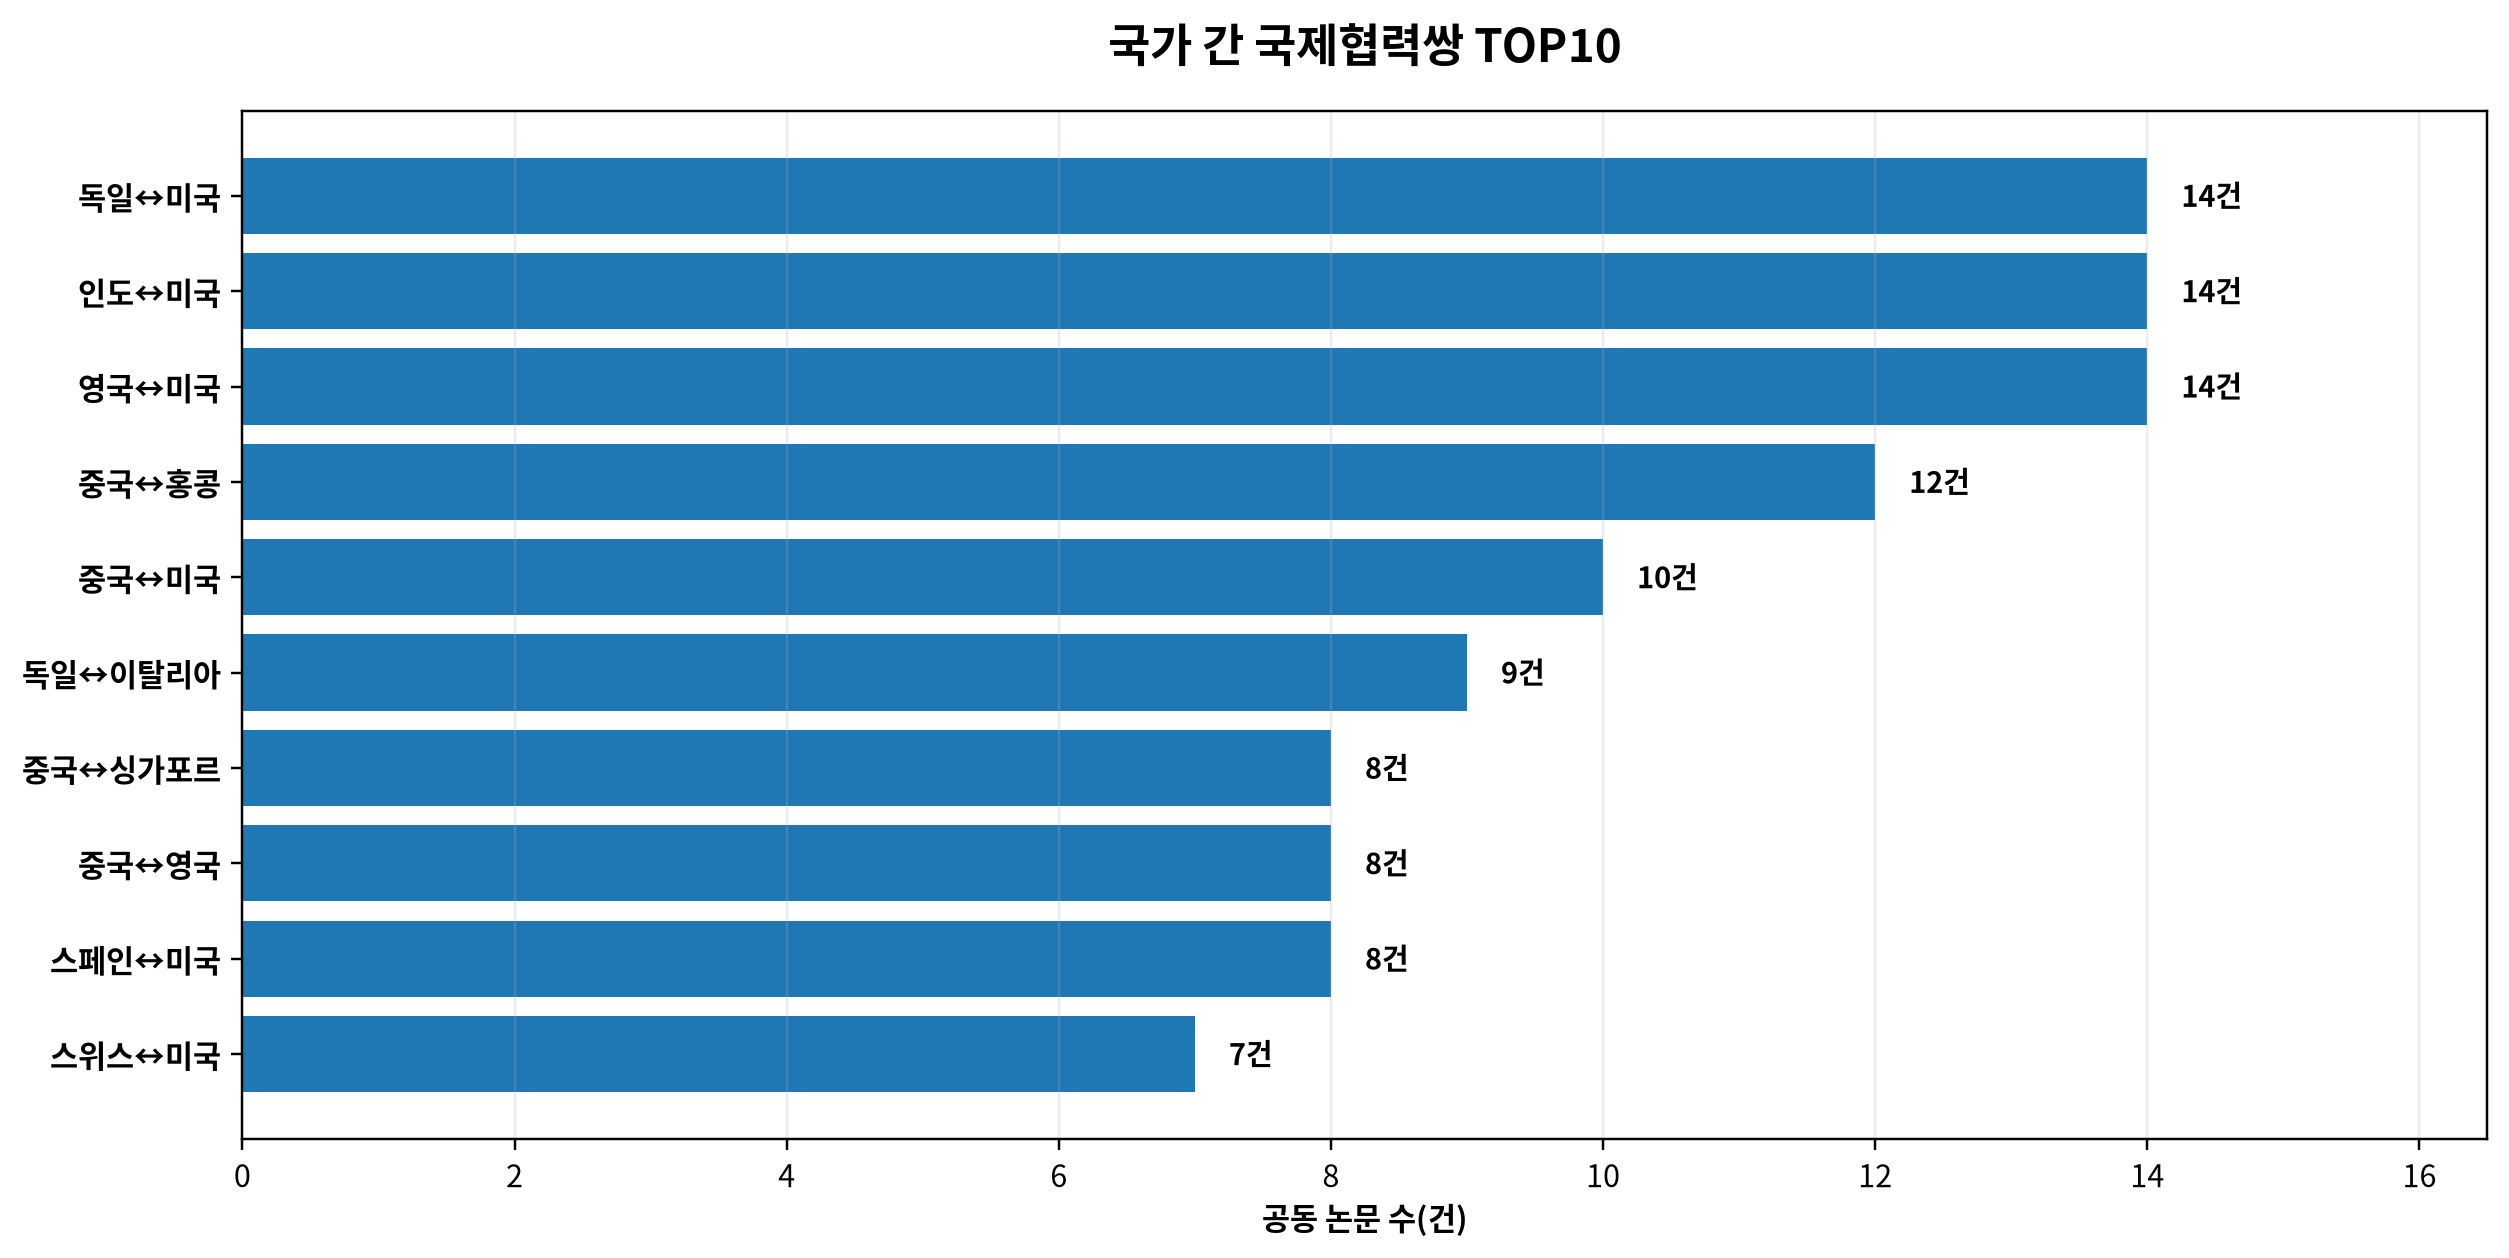 국가 간 국제협력쌍 TOP10
독일↔미국 14건
인도↔미국 14건
영국↔미국 14건
중국↔홍콩 12건
중국↔미국 10건
독일↔이탈리아 9건
중국↔싱가포르 8건
중국↔영국 8건
스페인↔미국 8건
스위스↔미국 7건
0 2 4 6 8 10 12 14 16
공동 논문 수(건)